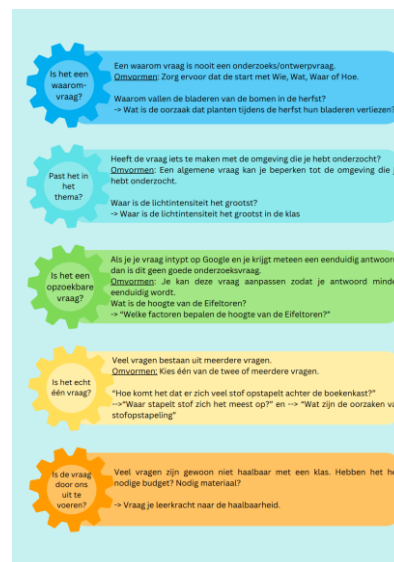 Is het een
waarom-
vraag?
Een waarom vraag is nooit een onderzoeks/ontwerpvraag.
Omvormen: Zorg ervoor dat de start met Wie, Wat, Waar of Hoe.
Waarom vallen de bladeren van de bomen in de herfst?
-> Wat is de oorzaak dat planten tijdens de herfst hun bladeren verliezen?
Past het in
het
thema?
Heeft de vraag iets te maken met de omgeving die je hebt onderzocht?
Omvormen: Een algemene vraag kan je beperken tot de omgeving die
hebt onderzocht.
Waar is de lichtintensiteit het grootst?
-> Waar is de lichtintensiteit het grootst in de klas
Is het een
opzoekbare
vraag?
Als je je vraag intypt op Google en je krijgt meteen een eenduidig
dan is dit geen goede onderzoeksvraag.
Omvormen: Je kan deze vraag aanpassen zodat je antwoord
eenduidig wordt.
Wat is de hoogte van de Eifeltoren?
-> "Welke factoren bepalen de hoogte van de Eifeltoren?"
Is het echt
één vraag?
Veel vragen bestaan uit meerdere vragen.
Omvormen: Kies één van de twee of meerdere vragen.
"Hoe komt het dat er zich veel stof opstapelt achter de boekenkast?"
-->"Waar stapelt stof zich het meest op?" en --> "Wat zijn de oorzaken
stofopstapeling"
Is de vraag
door ons
uit te
voeren?
Veel vragen zijn gewoon niet haalbaar met een klas. Hebben het
nodige budget? Nodig materiaal?
-> Vraag je leerkracht naar de haalbaarheid.